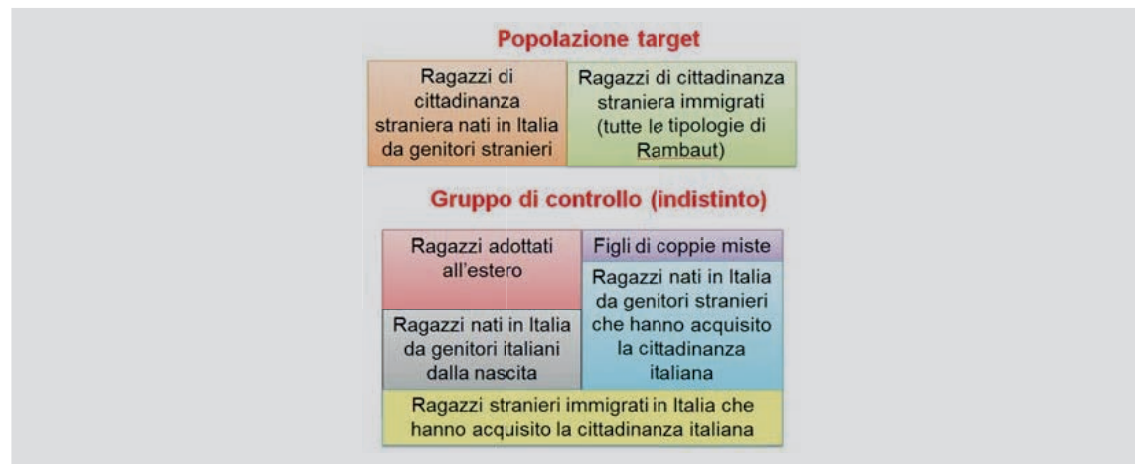 Popolazione target
Ragazzi di
cittadinanza
straniera nati in Italia
da genitori stranieri
Ragazzi di cittadinanza
straniera immigrati
(tutte le tipologie di
Rambaut)
Gruppo di controllo (indistinto)
Ragazzi adottati
all'estero
Figli di coppie miste
Ragazzi nati in Italia
da genitori italiani
dalla nascita
Ragazzi nati in Italia
da genitori stranieri
che hanno acquisito
la cittadinanza
italiana
Ragazzi stranieri immigrati in Italia che
hanno acquisito la cittadinanza italiana